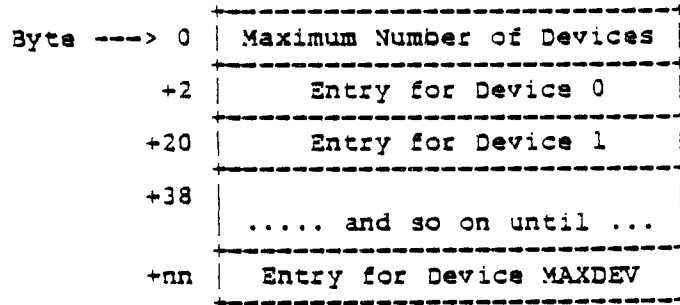 Byte ---> 0 | Maximum Number of Devices |
+2 | Entry for Device 0
+20 | Entry for Device 1
+38
..... and so on until ...
+nn | Entry for Device MAXDEV